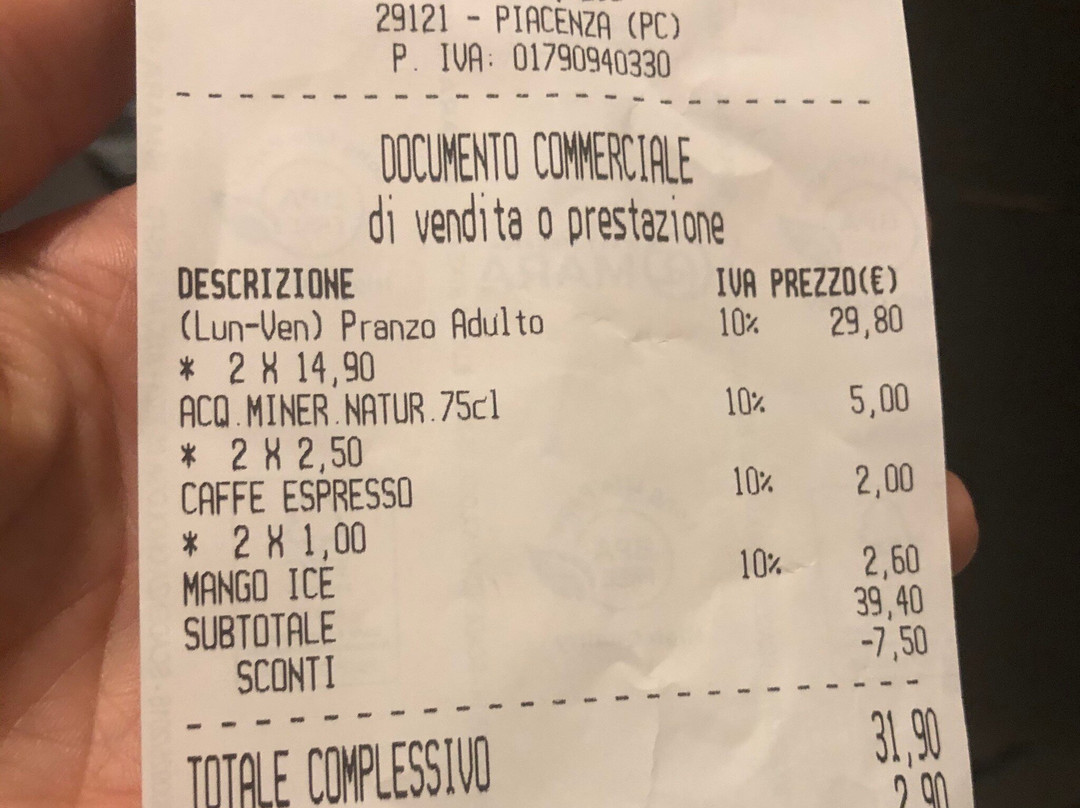 29121 - PIACENZA (PC)
P. IVA: 01790940330
DOCUMENTO COMMERCIALE
di vendita o prestazione
DESCRIZIONE IVA PREZZO(€)
(Lun-Ven) Pranzo Adulto 10% 29,80
* 2 X 14,90
ACQ.MINER.NATUR.75cl 10% 5,00
* 2 X 2,50
CAFFE ESPRESSO 10% 2,00
* 2 X 1,00
MANGO ICE 10% 2,60
SUBTOTALE 39,40
SCONTI -7,50
TOTALE COMPLESSIVO 31,90
2,90